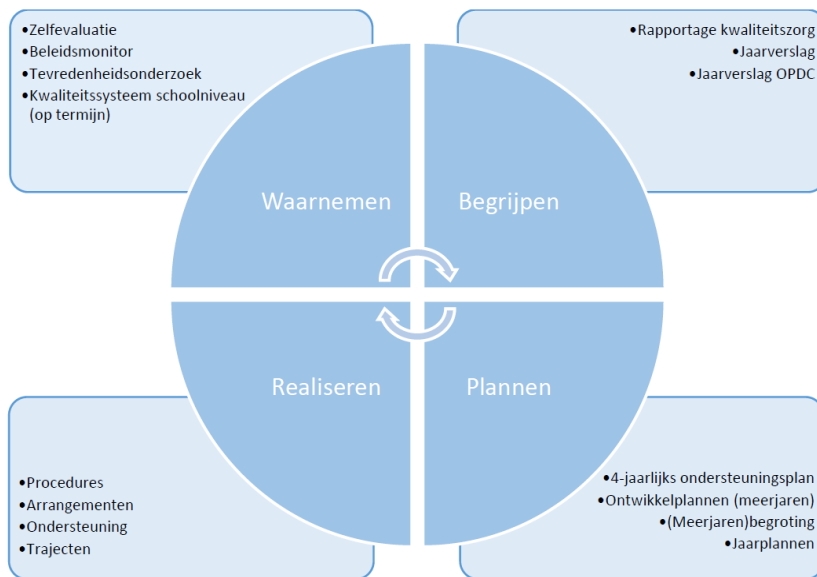 •Zelfevaluatie
•Beleidsmonitor
•Tevredenheidsonderzoek
•Kwaliteitssysteem schoolniveau
(op termijn)
•Rapportage kwaliteitszorg
•Jaarverslag
•Jaarverslag OPDC
Waarnemen
Begrijpen
Realiseren
Plannen
•Procedures
•Arrangementen
•Ondersteuning
•Trajecten
•4-jaarlijks ondersteuningsplan
•Ontwikkelplannen (meerjaren)
•(Meerjaren)begroting
•Jaarplannen